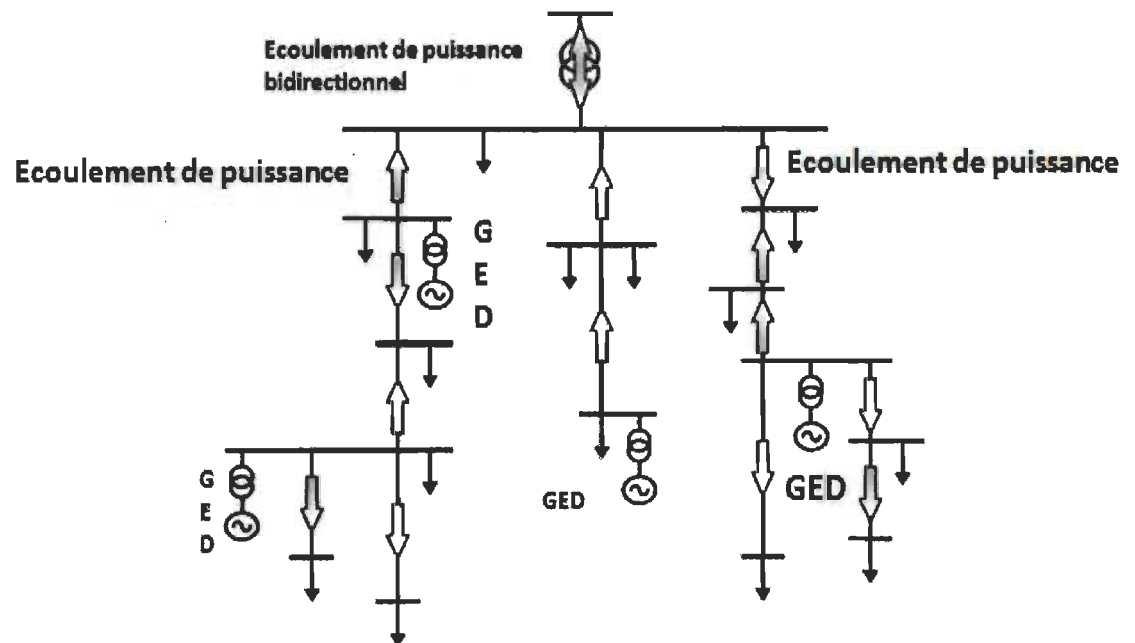 Ecoulement de puissance
bidirectionnel
Ecoulement de puissance
Ecoulement de puissance
G
E
D
G
E
D
GED
GED